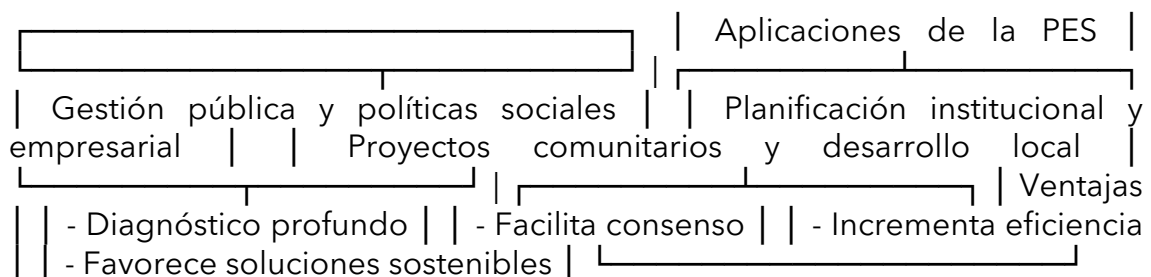 │ Aplicaciones de la PES │
│ Gestión pública y políticas sociales │ │ Planificación institucional y
empresarial │ │ Proyectos comunitarios y desarrollo local │
│ Ventajas
│ │ - Diagnóstico profundo │ │ - Facilita consenso │ │ - Incrementa eficiencia
│ │ - Favorece soluciones sostenibles │